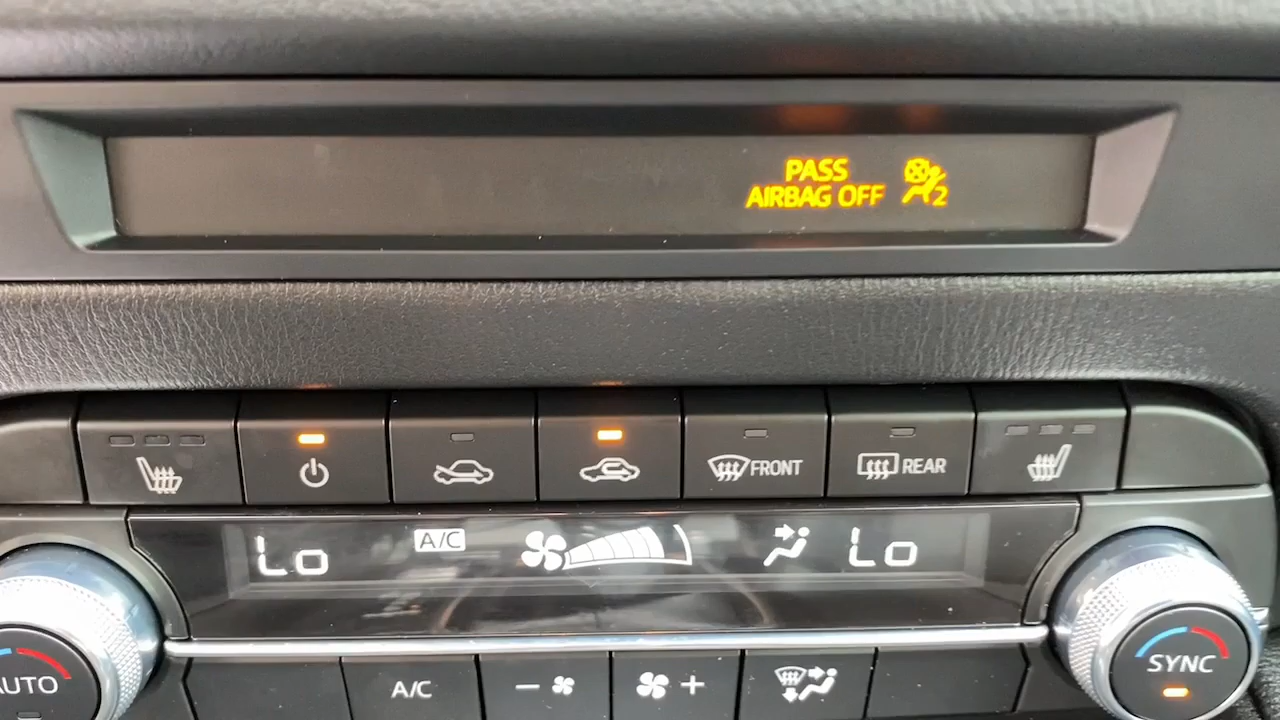 PASS
AIRBAG OFF 2
FRONT REAR
Lo A/C Lo
AUTO A/C - + SYNC